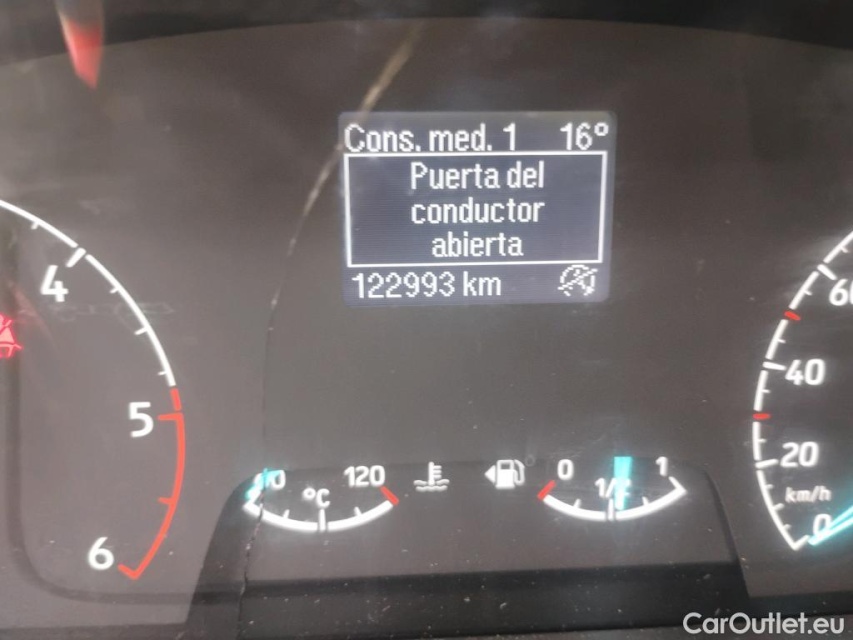 Cons. med. 1 16°
Puerta del
conductor
abierta
122993 km
4
5
6
120
°C
0
1/2
1
60
40
20
km/h
0
CarOutlet.eu